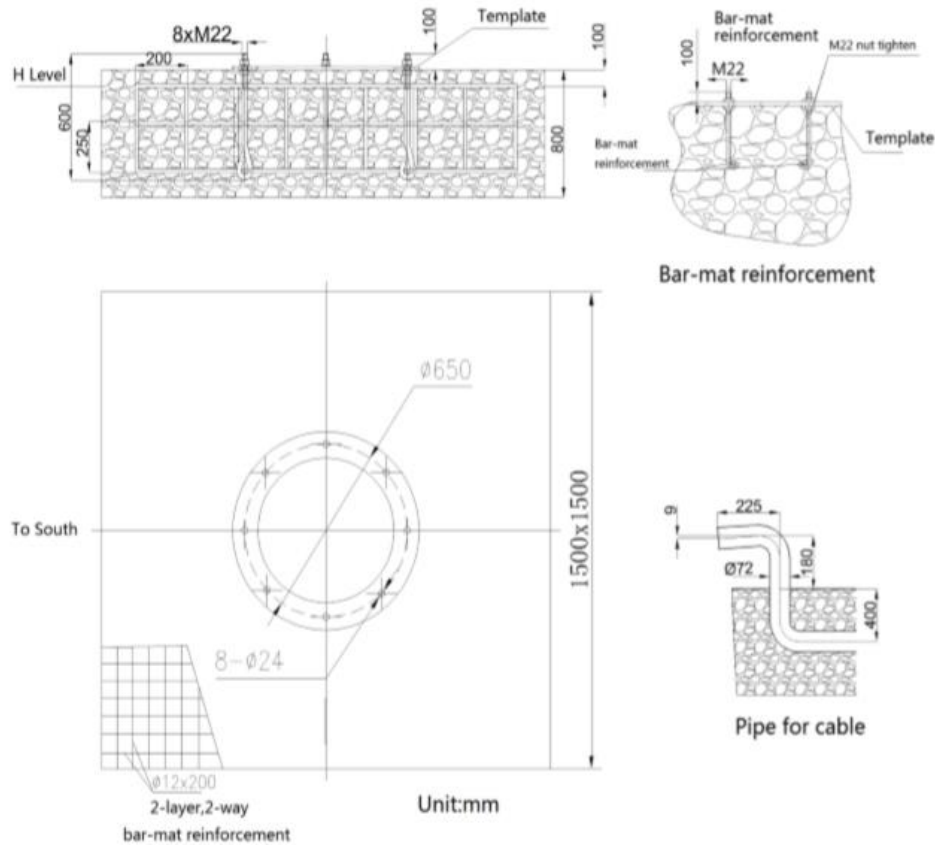 8xM22
100
Template
100
200
H Level
600
250
800
Bar-mat
reinforcement
100
M22
M22 nut tighten
Bar-mat
reinforcement
Template
Bar-mat reinforcement
ø650
To South
1500x1500
8-ø24
ø12x200
2-layer,2-way
bar-mat reinforcement
Unit:mm
9
225
Ø72
180
400
Pipe for cable